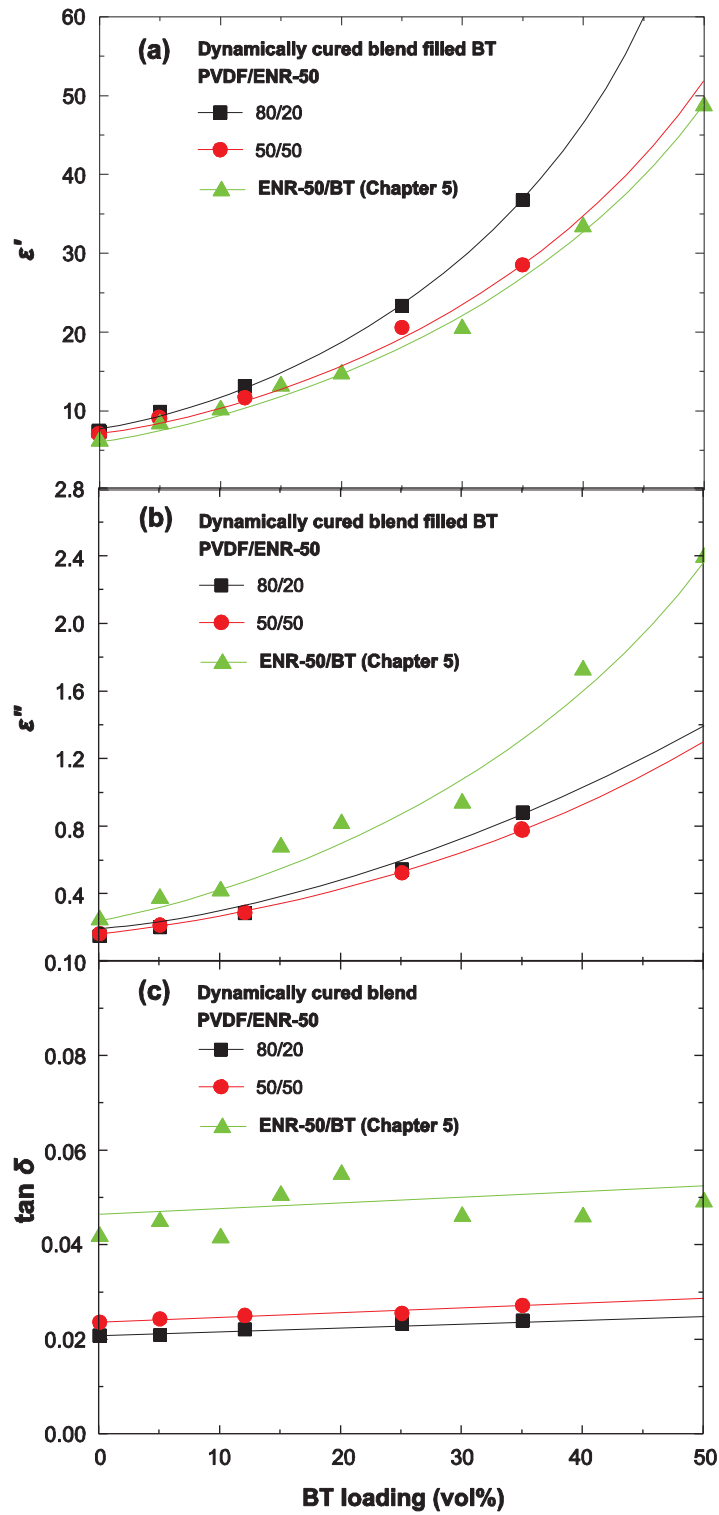 60
50
40
30
20
10
ε'
(a)
Dynamically cured blend filled BT
PVDF/ENR-50
80/20
50/50
ENR-50/BT (Chapter 5)
2.8
2.4
2.0
1.6
1.2
0.8
0.4
ε"
(b)
Dynamically cured blend filled BT
PVDF/ENR-50
80/20
50/50
ENR-50/BT (Chapter 5)
0.10
0.08
0.06
0.04
0.02
0.00
tan δ
(c)
Dynamically cured blend
PVDF/ENR-50
80/20
50/50
ENR-50/BT (Chapter 5)
0 10 20 30 40 50
BT loading (vol%)